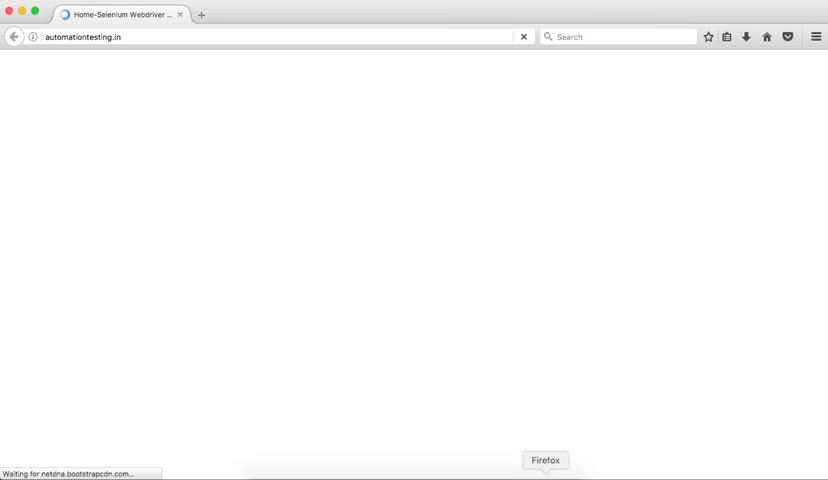 Home-Selenium Webdriver ...
automationtesting.in
Search
Firefox
Waiting for netdna.bootstrapcdn.com...